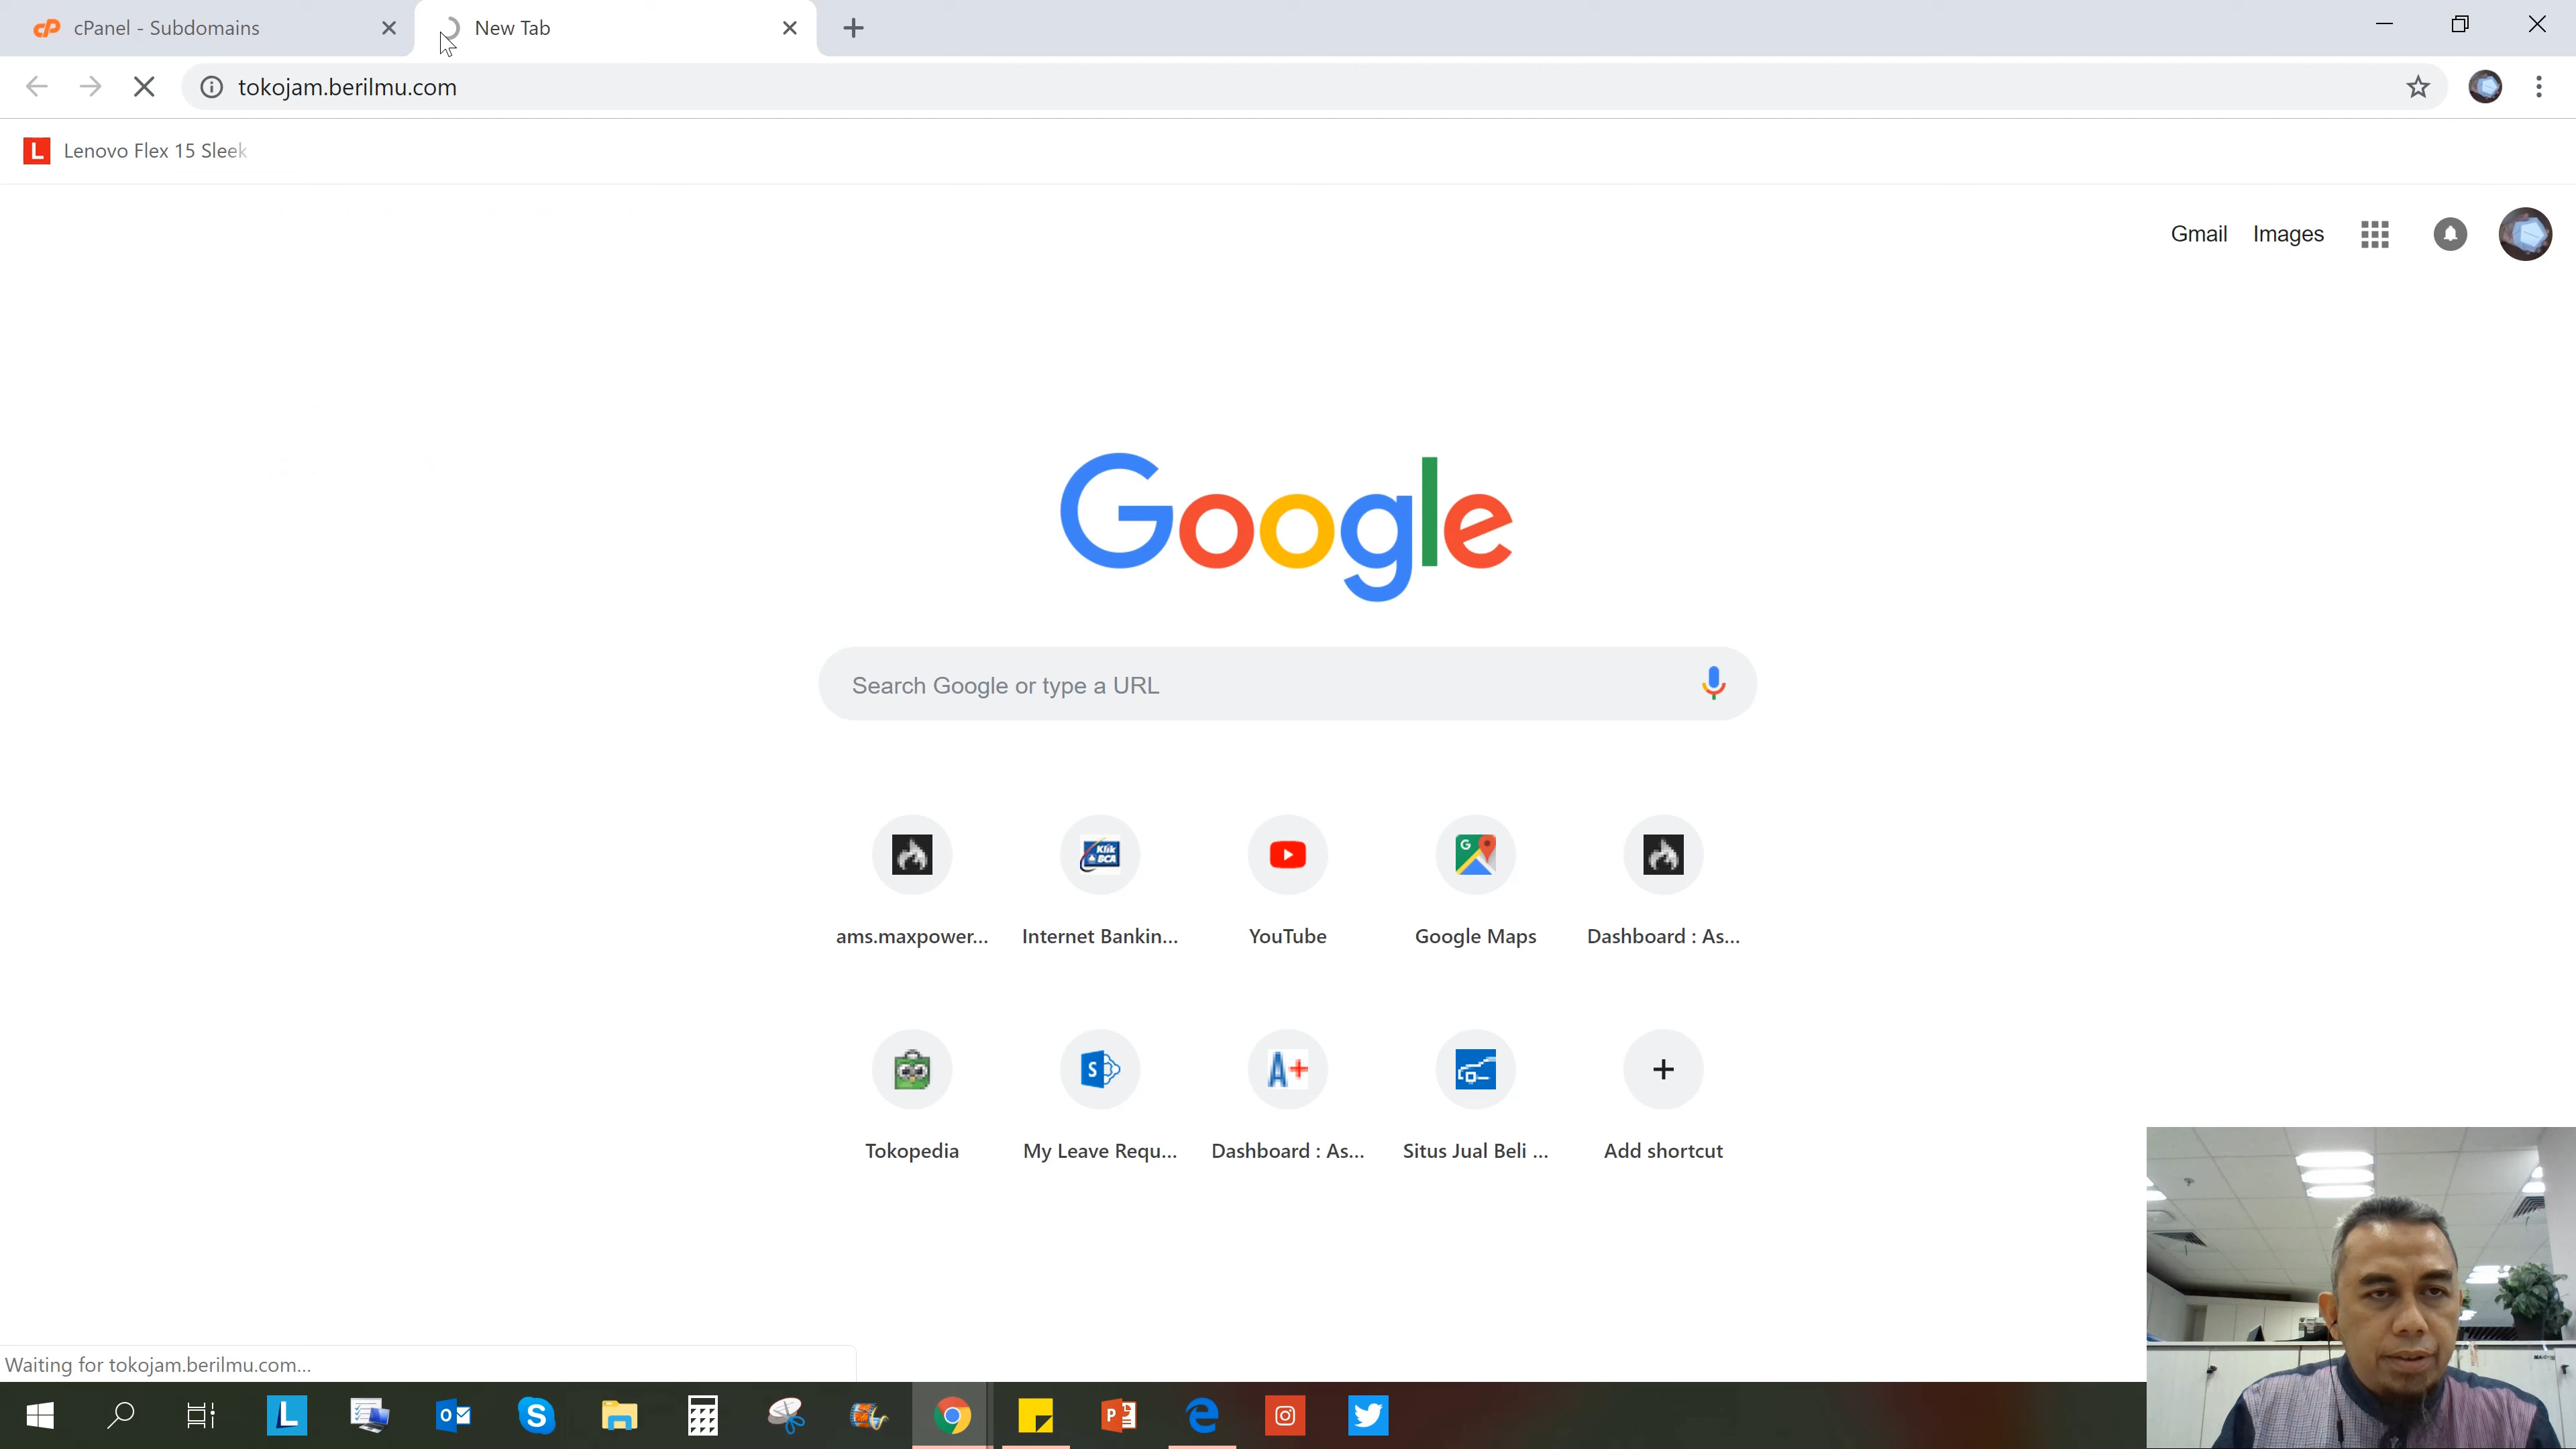 cPanel - Subdomains
New Tab
tokojam.berilmu.com
L Lenovo Flex 15 Sleek
Gmail Images
Google
Search Google or type a URL
Klik BCA
G
ams.maxpower... Internet Bankin... YouTube Google Maps Dashboard : As...
S A+
Tokopedia My Leave Requ... Dashboard : As... Situs Jual Beli ... Add shortcut
Waiting for tokojam.berilmu.com...
L
S
P